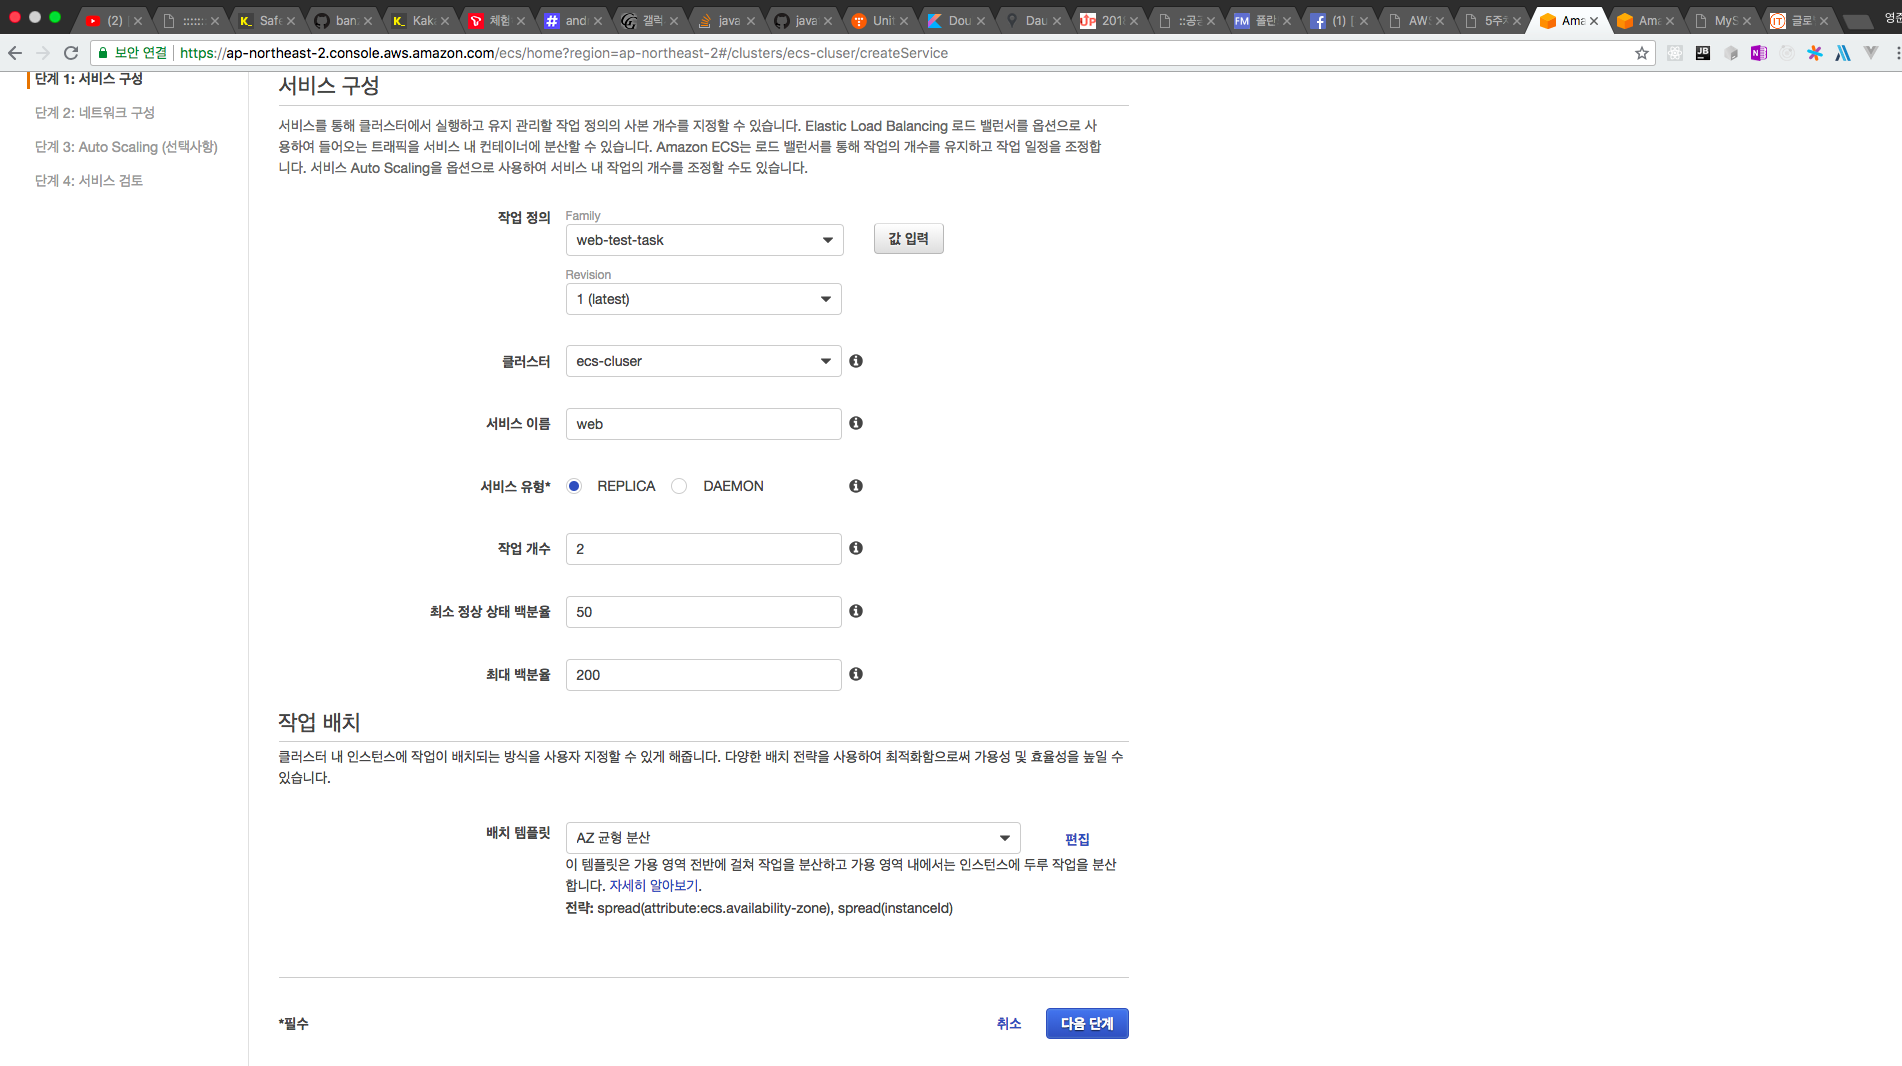 (2)
::::::
Safe
ban
Kaka
체험
and
갤럭
java
java
Unit
Dou
Dau
201
::공공
플린
(1)
AWS
5주차
Ama
Ama
MyS
글로
영준
보안 연결
https://ap-northeast-2.console.aws.amazon.com/ecs/home?region=ap-northeast-2#/clusters/ecs-cluser/createService
단계 1: 서비스 구성
단계 2: 네트워크 구성
단계 3: Auto Scaling (선택사항)
단계 4: 서비스 검토
서비스 구성
서비스를 통해 클러스터에서 실행하고 유지 관리할 작업 정의의 사본 개수를 지정할 수 있습니다. Elastic Load Balancing 로드 밸런서를 옵션으로 사
용하여 들어오는 트래픽을 서비스 내 컨테이너에 분산할 수 있습니다. Amazon ECS는 로드 밸런서를 통해 작업의 개수를 유지하고 작업 일정을 조정합
니다. 서비스 Auto Scaling을 옵션으로 사용하여 서비스 내 작업의 개수를 조정할 수도 있습니다.
작업 정의
Family
web-test-task
값 입력
Revision
1 (latest)
클러스터
ecs-cluser
서비스 이름
web
서비스 유형*
REPLICA
DAEMON
작업 개수
2
최소 정상 상태 백분율
50
최대 백분율
200
작업 배치
클러스터 내 인스턴스에 작업이 배치되는 방식을 사용자 지정할 수 있게 해줍니다. 다양한 배치 전략을 사용하여 최적화함으로써 가용성 및 효율성을 높일 수
있습니다.
배치 템플릿
AZ 균형 분산
편집
이 템플릿은 가용 영역 전반에 걸쳐 작업을 분산하고 가용 영역 내에서는 인스턴스에 두루 작업을 분산
합니다. 자세히 알아보기.
전략: spread(attribute:ecs.availability-zone), spread(instanceId)
*필수
취소
다음 단계